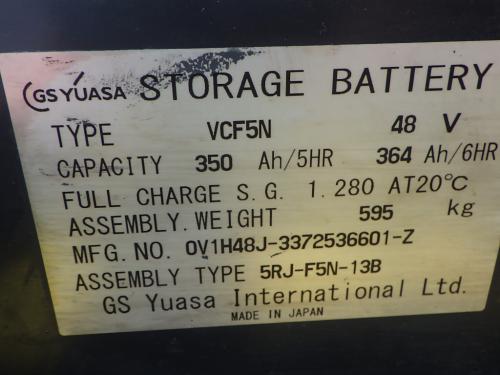 GS YUASA STORAGE BATTERY
TYPE VCF5N 48 V
CAPACITY 350 Ah/5HR 364 Ah/6HR
FULL CHARGE S.G. 1.280 AT20℃
ASSEMBLY.WEIGHT 595 kg
MFG.NO. 0V1H48J-3372536601-Z
ASSEMBLY TYPE 5RJ-F5N-13B
GS Yuasa International Ltd.
MADE IN JAPAN